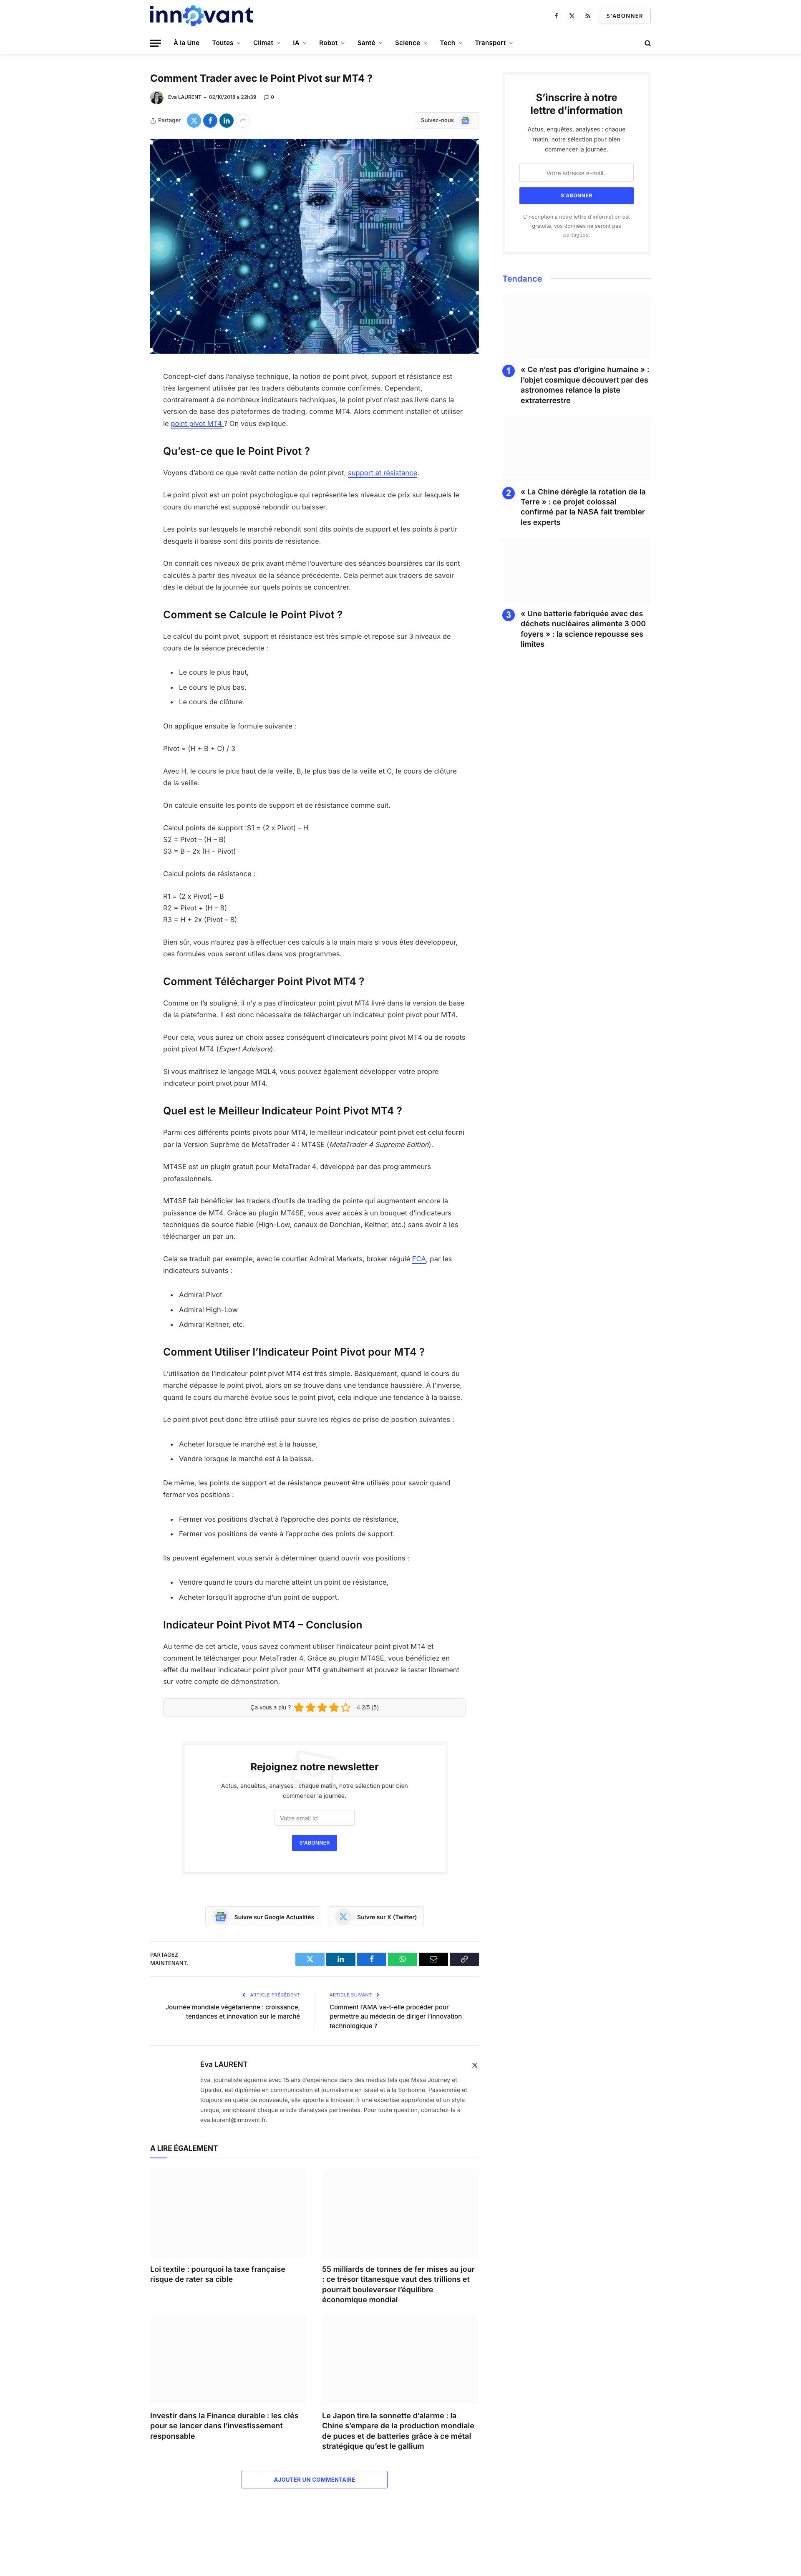 innovant
S'ABONNER
À la Une
Toutes
Climat
IA
Robot
Santé
Science
Tech
Transport
Comment Trader avec le Point Pivot sur MT4 ?
Eva LAURENT – 02/10/2018 à 22h39 0
Partager
Suivez-nous
Concept-clef dans l'analyse technique, la notion de point pivot, support et résistance est
très largement utilisée par les traders débutants comme confirmés. Cependant,
contrairement à de nombreux indicateurs techniques, le point pivot n'est pas livré dans la
version de base des plateformes de trading, comme MT4. Alors comment installer et utiliser
le point pivot MT4 ? On vous explique.
Qu'est-ce que le Point Pivot ?
Voyons d'abord ce que revêt cette notion de point pivot, support et résistance.
Le point pivot est un point psychologique qui représente les niveaux de prix sur lesquels le
cours du marché est supposé rebondir ou baisser.
Les points sur lesquels le marché rebondit sont dits points de support et les points à partir
desquels il baisse sont dits points de résistance.
On connaît ces niveaux de prix avant même l'ouverture des séances boursières car ils sont
calculés à partir des niveaux de la séance précédente. Cela permet aux traders de savoir
dès le début de la journée sur quels points se concentrer.
Comment se Calcule le Point Pivot ?
Le calcul du point pivot, support et résistance est très simple et repose sur 3 niveaux de
cours de la séance précédente :
Le cours le plus haut,
Le cours le plus bas,
Le cours de clôture.
On applique ensuite la formule suivante :
Pivot = (H + B + C) / 3
Avec H, le cours le plus haut de la veille, B, le plus bas de la veille et C, le cours de clôture
de la veille.
On calcule ensuite les points de support et de résistance comme suit.
Calcul points de support :S1 = (2 x Pivot) – H
S2 = Pivot – (H – B)
S3 = B – 2x (H – Pivot)
Calcul points de résistance :
R1 = (2 x Pivot) – B
R2 = Pivot + (H – B)
R3 = H + 2x (Pivot – B)
Bien sûr, vous n'aurez pas à effectuer ces calculs à la main mais si vous êtes développeur,
ces formules vous seront utiles dans vos programmes.
Comment Télécharger Point Pivot MT4 ?
Comme on l'a souligné, il n'y a pas d'indicateur point pivot MT4 livré dans la version de base
de la plateforme. Il est donc nécessaire de télécharger un indicateur point pivot pour MT4.
Pour cela, vous aurez un choix assez conséquent d'indicateurs point pivot MT4 ou de robots
point pivot MT4 (Expert Advisors).
Si vous maîtrisez le langage MQL4, vous pouvez également développer votre propre
indicateur point pivot pour MT4.
Quel est le Meilleur Indicateur Point Pivot MT4 ?
Parmi ces différents points pivots pour MT4, le meilleur indicateur point pivot est celui fourni
par la Version Suprême de MetaTrader 4 : MT4SE (MetaTrader 4 Supreme Edition).
MT4SE est un plugin gratuit pour MetaTrader 4, développé par des programmeurs
professionnels.
MT4SE fait bénéficier les traders d'outils de trading de pointe qui augmentent encore la
puissance de MT4. Grâce au plugin MT4SE, vous avez accès à un bouquet d'indicateurs
techniques de source fiable (High-Low, canaux de Donchian, Keltner, etc.) sans avoir à les
télécharger un par un.
Cela se traduit par exemple, avec le courtier Admiral Markets, broker régulé FCA, par les
indicateurs suivants :
Admiral Pivot
Admiral High-Low
Admiral Keltner, etc.
Comment Utiliser l'Indicateur Point Pivot pour MT4 ?
L'utilisation de l'indicateur point pivot MT4 est très simple. Basiquement, quand le cours du
marché dépasse le point pivot, alors on se trouve dans une tendance haussière. À l'inverse,
quand le cours du marché évolue sous le point pivot, cela indique une tendance à la baisse.
Le point pivot peut donc être utilisé pour suivre les règles de prise de position suivantes :
Acheter lorsque le marché est à la hausse,
Vendre lorsque le marché est à la baisse.
De même, les points de support et de résistance peuvent être utilisés pour savoir quand
fermer vos positions :
Fermer vos positions d'achat à l'approche des points de résistance,
Fermer vos positions de vente à l'approche des points de support.
Ils peuvent également vous servir à déterminer quand ouvrir vos positions :
Vendre quand le cours du marché atteint un point de résistance,
Acheter lorsqu'il approche d'un point de support.
Indicateur Point Pivot MT4 – Conclusion
Au terme de cet article, vous savez comment utiliser l'indicateur point pivot MT4 et
comment le télécharger pour MetaTrader 4. Grâce au plugin MT4SE, vous bénéficiez en
effet du meilleur indicateur point pivot pour MT4 gratuitement et pouvez le tester librement
sur votre compte de démonstration.
Ça vous a plu ? 4.2/5 (5)
Rejoignez notre newsletter
Actus, enquêtes, analyses : chaque matin, notre sélection pour bien
commencer la journée.
Votre email ici
S'ABONNER
Suivre sur Google Actualités
Suivre sur X (Twitter)
PARTAGEZ
MAINTENANT.
ARTICLE PRÉCÉDENT
Journée mondiale végétarienne : croissance,
tendances et innovation sur le marché
ARTICLE SUIVANT
Comment l'AMA va-t-elle procéder pour
permettre au médecin de diriger l'innovation
technologique ?
Eva LAURENT
Eva, journaliste aguerrie avec 15 ans d'expérience dans des médias tels que Masa Journey et
Upsider, est diplômée en communication et journalisme en Israël et à la Sorbonne. Passionnée et
toujours en quête de nouveauté, elle apporte à Innovant.fr une expertise approfondie et un style
unique, enrichissant chaque article d'analyses pertinentes. Pour toute question, contactez-la à
eva.laurent@innovant.fr.
A LIRE ÉGALEMENT
Loi textile : pourquoi la taxe française
risque de rater sa cible
55 milliards de tonnes de fer mises au jour
: ce trésor titanesque vaut des trillions et
pourrait bouleverser l'équilibre
économique mondial
Investir dans la Finance durable : les clés
pour se lancer dans l'investissement
responsable
Le Japon tire la sonnette d'alarme : la
Chine s'empare de la production mondiale
de puces et de batteries grâce à ce métal
stratégique qu'est le gallium
AJOUTER UN COMMENTAIRE
S'inscrire à notre
lettre d'information
Actus, enquêtes, analyses : chaque
matin, notre sélection pour bien
commencer la journée.
Votre adresse e-mail..
S'ABONNER
L'inscription à notre lettre d'information est
gratuite, vos données ne seront pas
partagées.
Tendance
1
« Ce n'est pas d'origine humaine » :
l'objet cosmique découvert par des
astronomes relance la piste
extraterrestre
2
« La Chine dérègle la rotation de la
Terre » : ce projet colossal
confirmé par la NASA fait trembler
les experts
3
« Une batterie fabriquée avec des
déchets nucléaires alimente 3 000
foyers » : la science repousse ses
limites